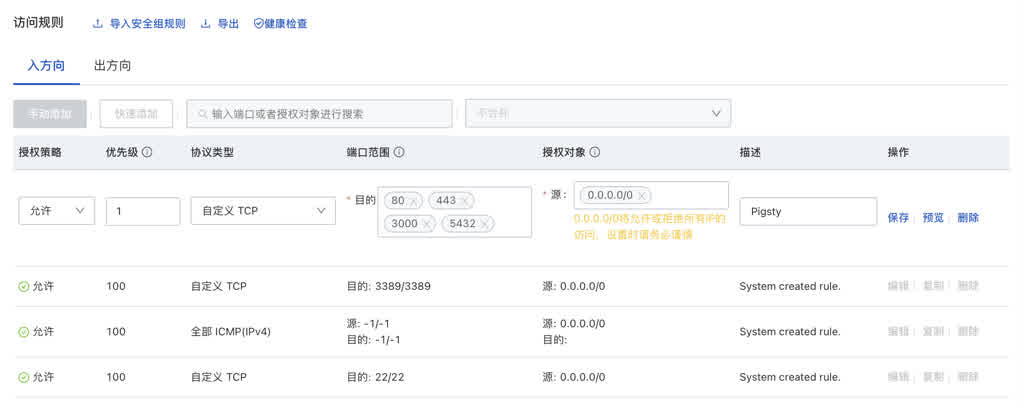 访问规则 导入安全组规则 导出 健康检查
入方向 出方向
手动添加 快速添加 输入端口或者授权对象进行搜索 不合并
授权策略 优先级 协议类型 端口范围 授权对象 描述 操作
允许 1 自定义 TCP * 目的 80 443 * 源: 0.0.0.0/0 Pigsty 保存 预览 删除
3000 5432 0.0.0.0/0将允许或拒绝所有IP的
访问，设置时请务必谨慎
允许 100 自定义 TCP 目的: 3389/3389 源: 0.0.0.0/0 System created rule. 编辑 复制 删除
允许 100 全部 ICMP(IPv4) 源: -1/-1 源: 0.0.0.0/0 System created rule. 编辑 复制 删除
目的: -1/-1 目的:
允许 100 自定义 TCP 目的: 22/22 源: 0.0.0.0/0 System created rule. 编辑 复制 删除